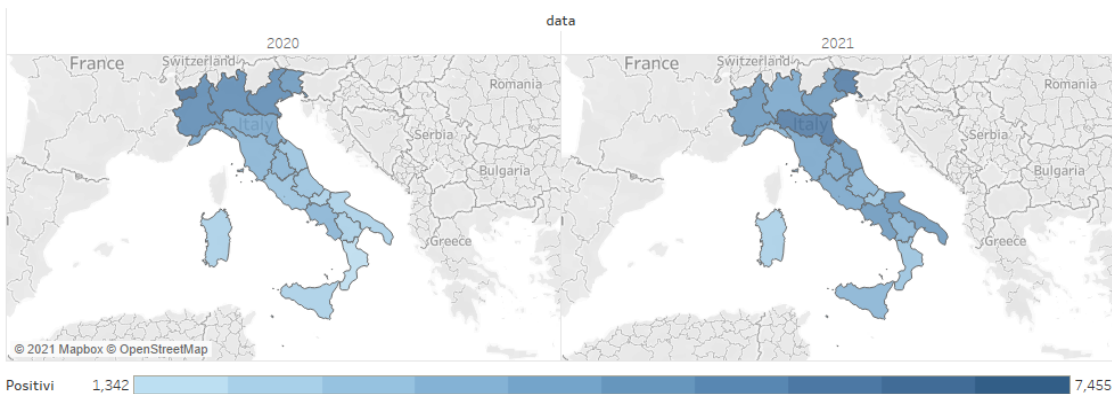 data
2020
2021
France
Switzerland
Romania
Italy
Serbia
Bulgaria
Greece
© 2021 Mapbox © OpenStreetMap
France
Switzerland
Romania
Italy
Serbia
Bulgaria
Greece
Positivi 1,342 7,455